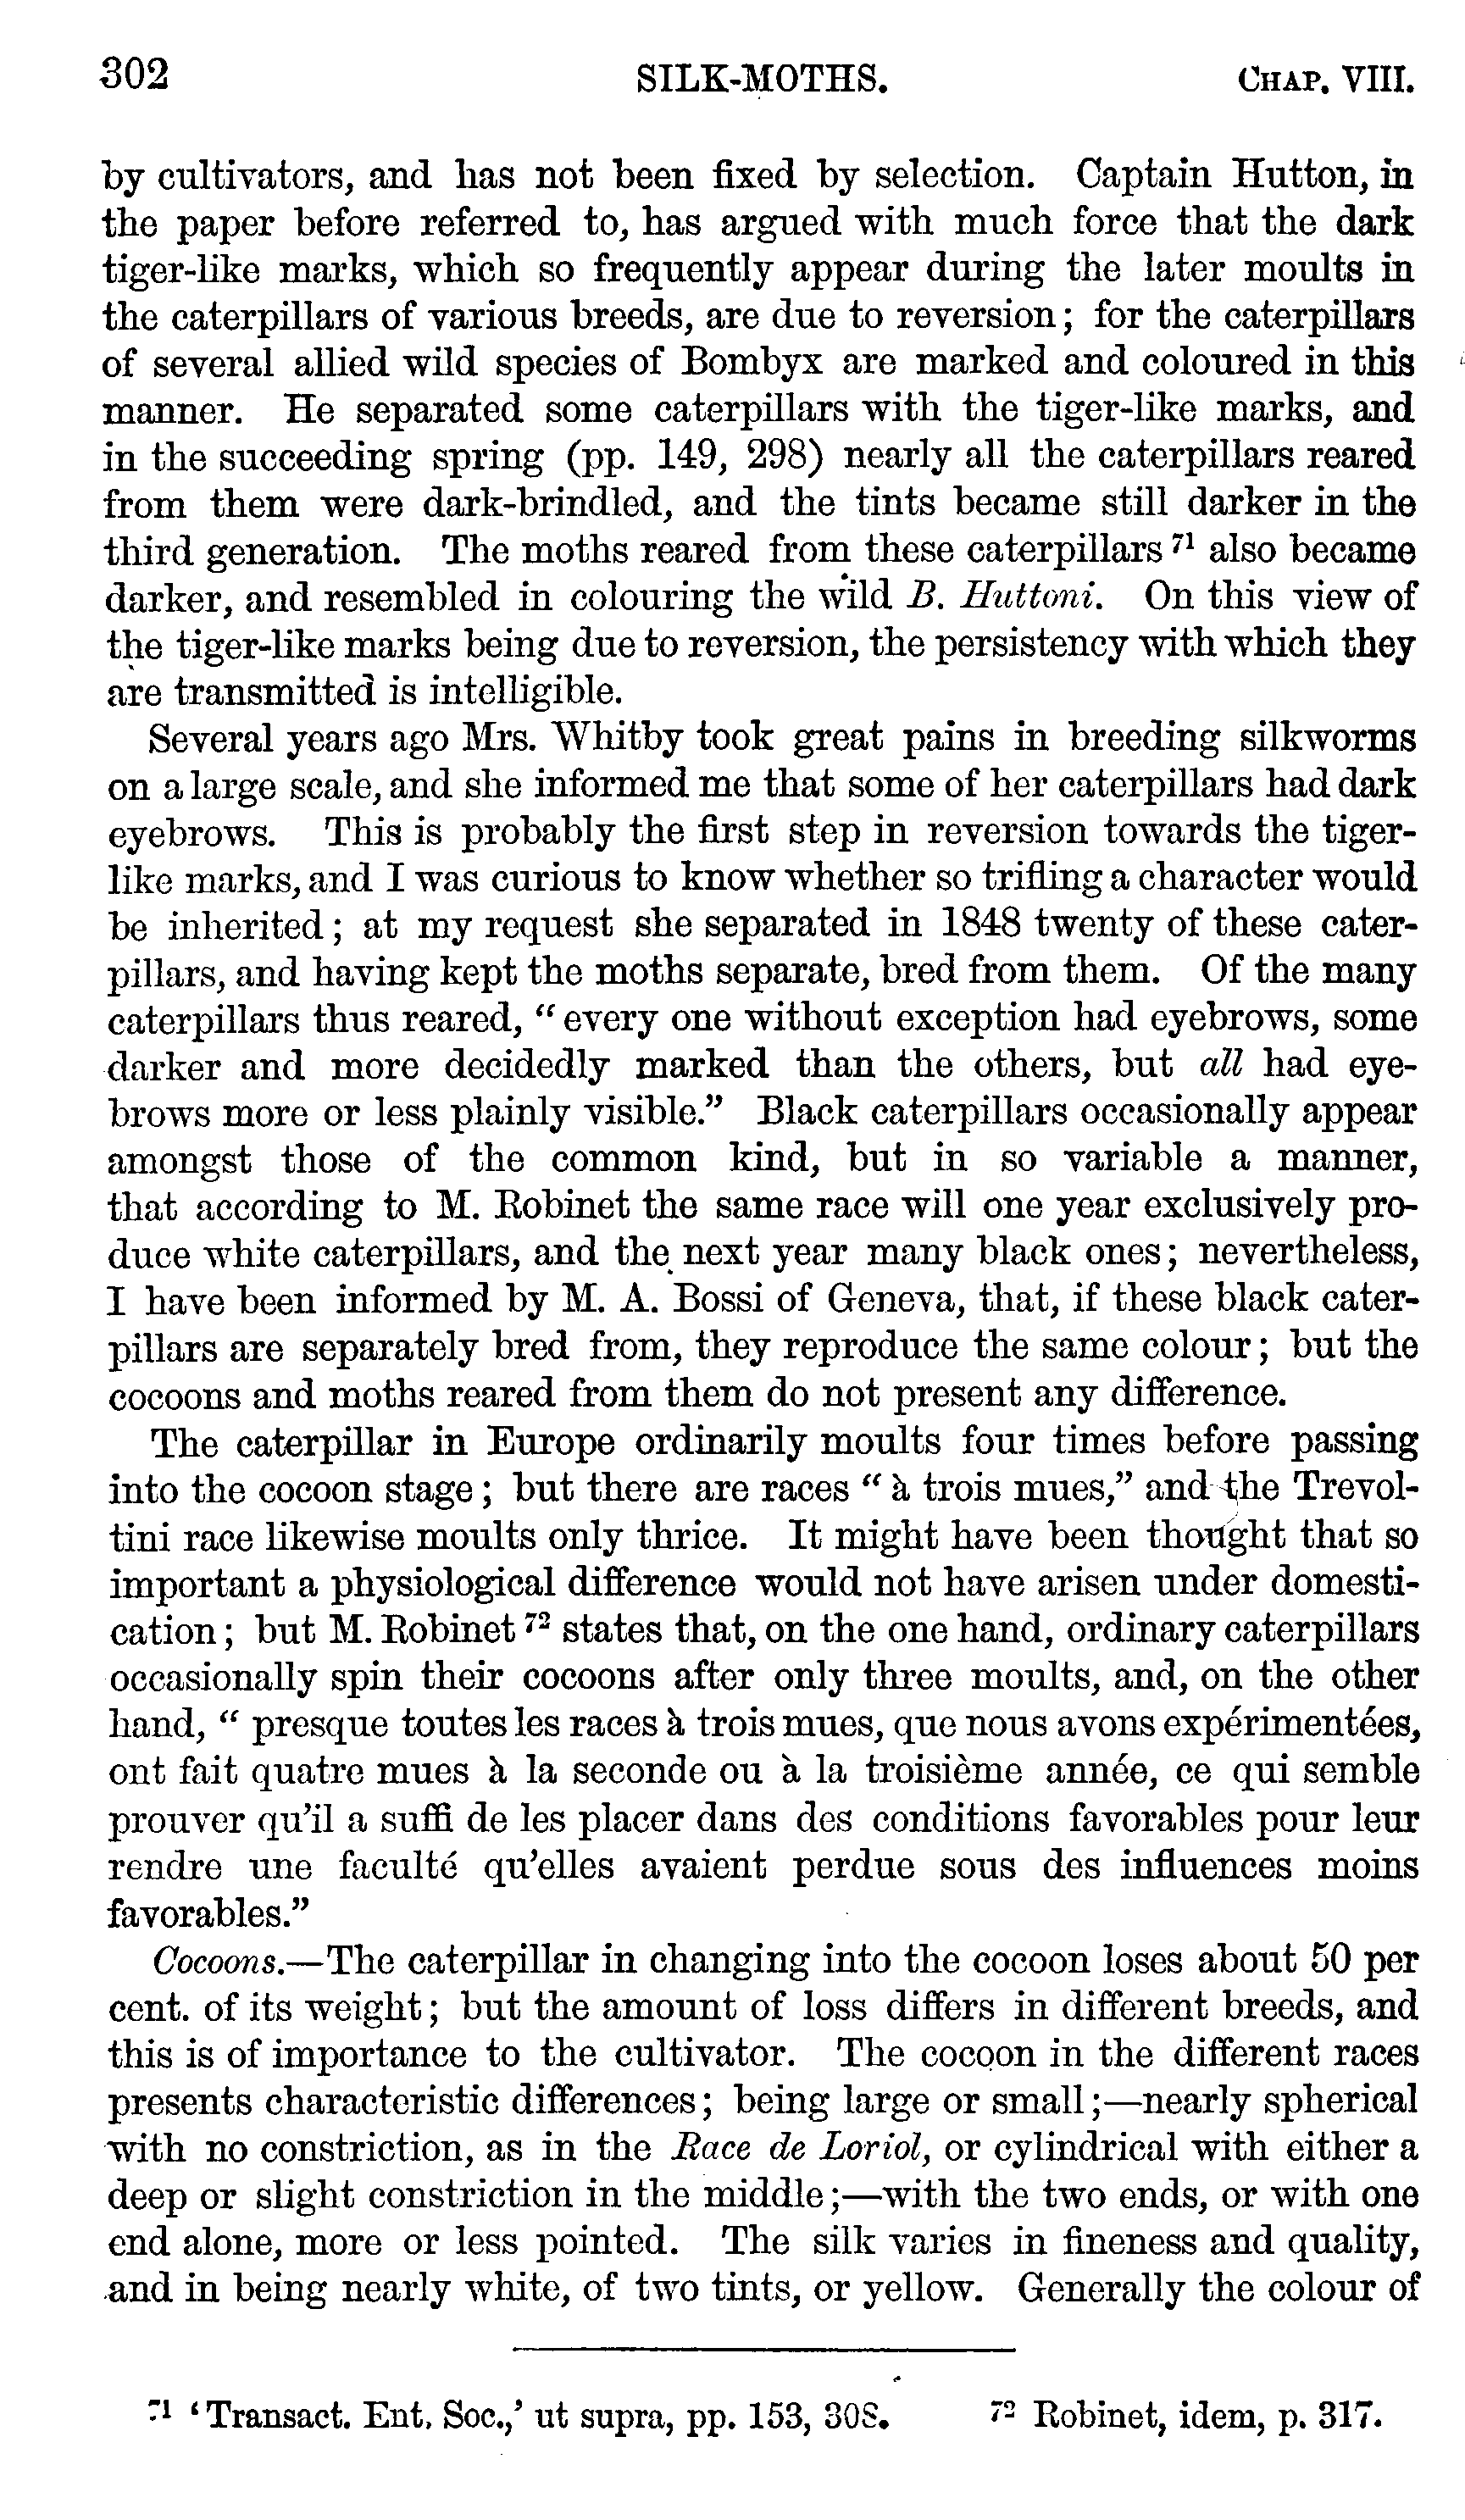 302 SILK-MOTHS. CHAP. VIII.
by cultivators, and has not been fixed by selection. Captain Hutton, in
the paper before referred to, has argued with much force that the dark
tiger-like marks, which so frequently appear during the later moults in
the caterpillars of various breeds, are due to reversion; for the caterpillars
of several allied wild species of Bombyx are marked and coloured in this
manner. He separated some caterpillars with the tiger-like marks, and
in the succeeding spring (pp. 149, 298) nearly all the caterpillars reared
from them were dark-brindled, and the tints became still darker in the
third generation. The moths reared from these caterpillars ⁷¹ also became
darker, and resembled in colouring the wild B. Huttoni. On this view of
the tiger-like marks being due to reversion, the persistency with which they
are transmitted is intelligible.
Several years ago Mrs. Whitby took great pains in breeding silkworms
on a large scale, and she informed me that some of her caterpillars had dark
eyebrows. This is probably the first step in reversion towards the tiger-
like marks, and I was curious to know whether so trifling a character would
be inherited; at my request she separated in 1848 twenty of these cater-
pillars, and having kept the moths separate, bred from them. Of the many
caterpillars thus reared, “every one without exception had eyebrows, some
darker and more decidedly marked than the others, but all had eye-
brows more or less plainly visible.” Black caterpillars occasionally appear
amongst those of the common kind, but in so variable a manner,
that according to M. Robinet the same race will one year exclusively pro-
duce white caterpillars, and the next year many black ones; nevertheless,
I have been informed by M. A. Bossi of Geneva, that, if these black cater-
pillars are separately bred from, they reproduce the same colour; but the
cocoons and moths reared from them do not present any difference.
The caterpillar in Europe ordinarily moults four times before passing
into the cocoon stage; but there are races “à trois mues,” and the Trevol-
tini race likewise moults only thrice. It might have been thought that so
important a physiological difference would not have arisen under domesti-
cation; but M. Robinet ⁷² states that, on the one hand, ordinary caterpillars
occasionally spin their cocoons after only three moults, and, on the other
hand, “presque toutes les races à trois mues, que nous avons expérimentées,
ont fait quatre mues à la seconde ou à la troisième année, ce qui semble
prouver qu'il a suffi de les placer dans des conditions favorables pour leur
rendre une faculté qu'elles avaient perdue sous des influences moins
favorables.”
Cocoons.—The caterpillar in changing into the cocoon loses about 50 per
cent. of its weight; but the amount of loss differs in different breeds, and
this is of importance to the cultivator. The cocoon in the different races
presents characteristic differences; being large or small;—nearly spherical
with no constriction, as in the Race de Loriol, or cylindrical with either a
deep or slight constriction in the middle;—with the two ends, or with one
end alone, more or less pointed. The silk varies in fineness and quality,
and in being nearly white, of two tints, or yellow. Generally the colour of
⁷¹ ‘Transact. Ent. Soc.,’ ut supra, pp. 153, 308. ⁷² Robinet, idem, p. 317.